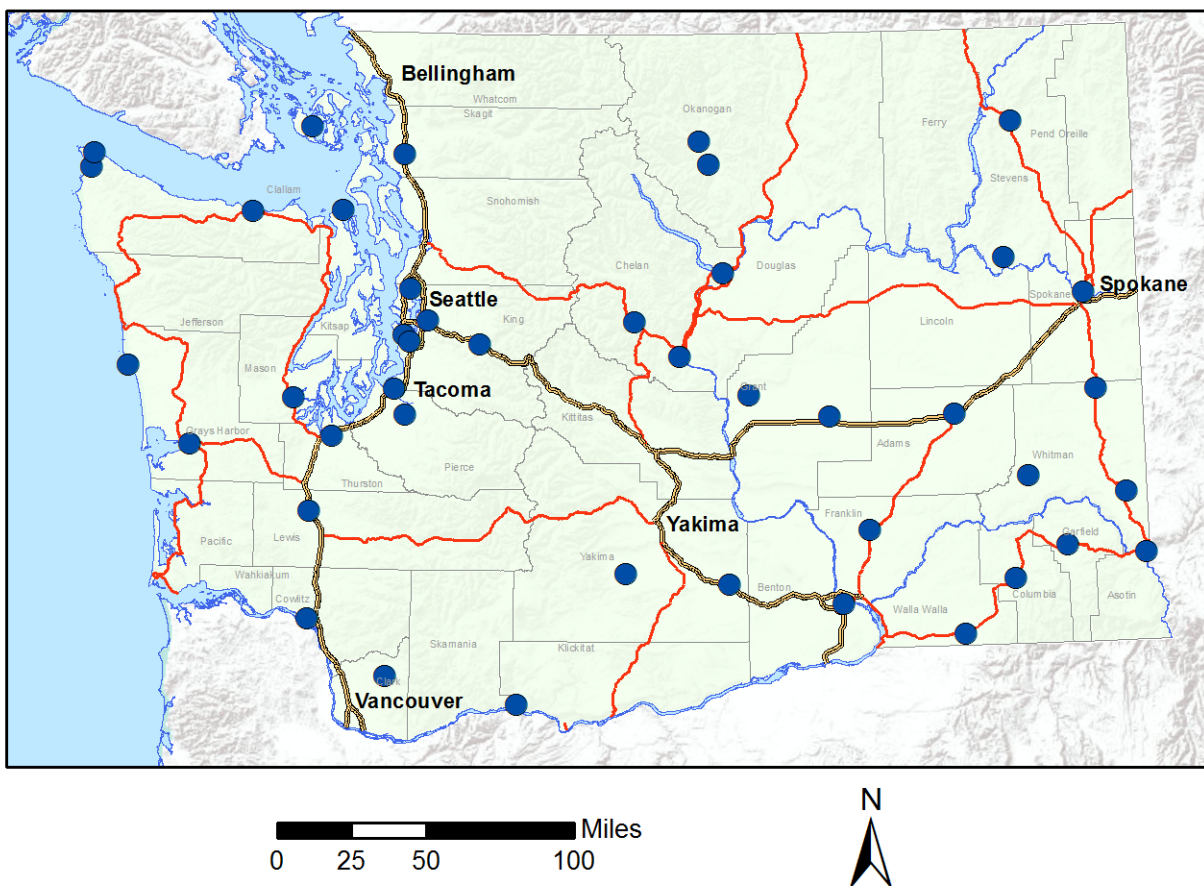 Bellingham
Whatcom
Skagit
Okanogan
Ferry
Pend Oreille
Stevens
Clallam
Snohomish
Chelan
Douglas
Seattle
Spokane
Spokane
King
Jefferson
Kitsap
Lincoln
Mason
Tacoma
Grant
Kittitas
Grays Harbor
Adams
Whitman
Pierce
Thurston
Franklin
Yakima
Garfield
Pacific
Lewis
Yakima
Wahkiakum
Benton
Cowlitz
Walla Walla
Columbia
Asotin
Skamania
Klickitat
Clark
Vancouver
N
Miles
0 25 50 100